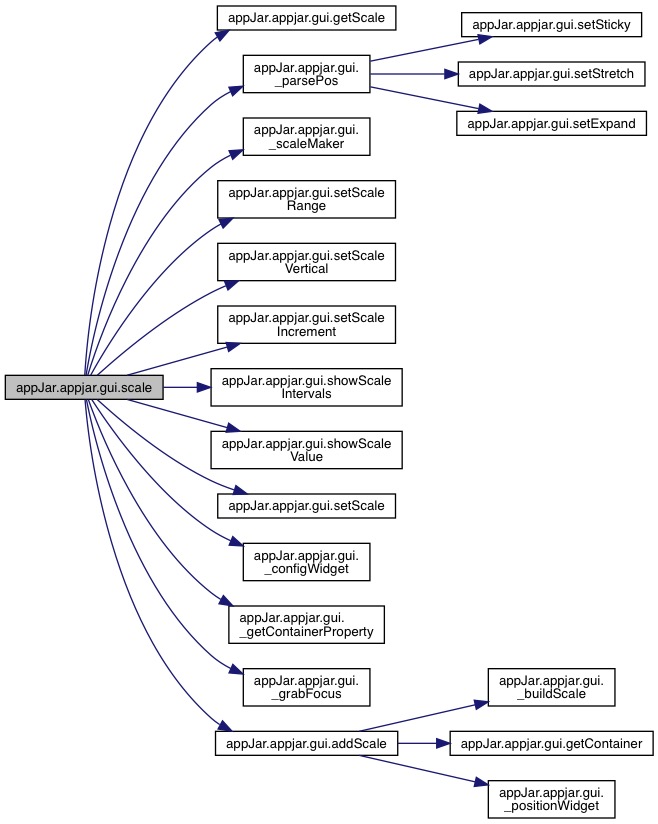 appJar.appjar.gui.getScale
appJar.appjar.gui.setSticky
appJar.appjar.gui.
_parsePos
appJar.appjar.gui.setStretch
appJar.appjar.gui.setExpand
appJar.appjar.gui.
_scaleMaker
appJar.appjar.gui.setScale
Range
appJar.appjar.gui.setScale
Vertical
appJar.appjar.gui.setScale
Increment
appJar.appjar.gui.scale
appJar.appjar.gui.showScale
Intervals
appJar.appjar.gui.showScale
Value
appJar.appjar.gui.setScale
appJar.appjar.gui.
_configWidget
appJar.appjar.gui.
_getContainerProperty
appJar.appjar.gui.
_grabFocus
appJar.appjar.gui.addScale
appJar.appjar.gui.
_buildScale
appJar.appjar.gui.getContainer
appJar.appjar.gui.
_positionWidget